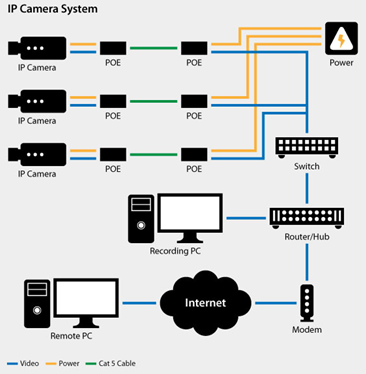 IP Camera System
IP Camera
POE
POE
Power
IP Camera
POE
POE
IP Camera
POE
POE
Switch
Recording PC
Router/Hub
Remote PC
Internet
Modem
Video
Power
Cat 5 Cable